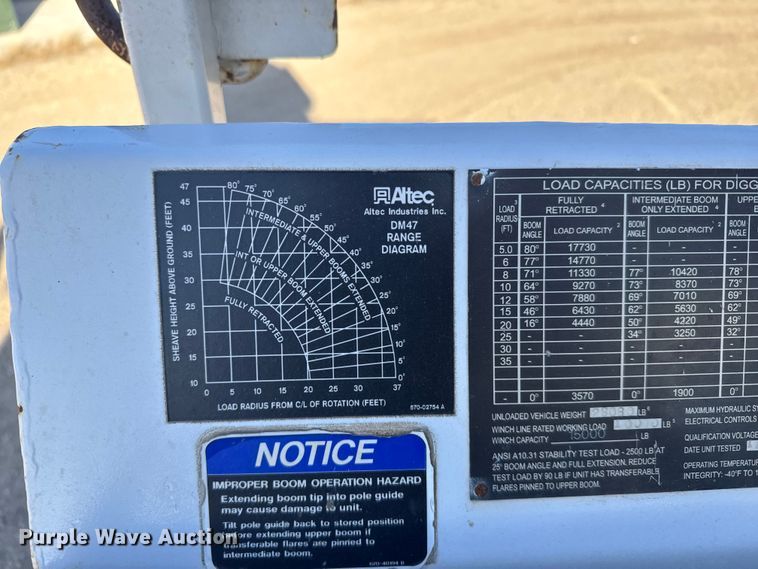 Altec
Altec Industries Inc.
DM47
RANGE
DIAGRAM
SHEAVE HEIGHT ABOVE GROUND (FEET)
47
45
40
35
30
25
20
15
10
80° 75° 70° 65° 60° 55° 50° 45° 40° 35° 30° 25° 20° 15° 10° 5° 0°
INTERMEDIATE & UPPER BOOMS EXTENDED
INT OR UPPER BOOM EXTENDED
FULLY RETRACTED
0 5 10 15 20 25 30 37
LOAD RADIUS FROM C/L OF ROTATION (FEET)
670-02754 A
NOTICE
IMPROPER BOOM OPERATION HAZARD
Extending boom tip into pole guide
may cause damage to unit.
Tilt pole guide back to stored position
before extending upper boom if
transferable flares are pinned to
intermediate boom.
LOAD CAPACITIES (LB) FOR DIGG
LOAD RADIUS (FT) 3
FULLY RETRACTED 4
INTERMEDIATE BOOM ONLY EXTENDED 4
UPPE
BOOM ANGLE LOAD CAPACITY 2 BOOM ANGLE LOAD CAPACITY 2 BOOM ANGLE
5.0 80° 17730 - - -
6 77° 14770 - - -
8 71° 11330 77° 10420 78°
10 64° 9270 73° 8370 73°
12 58° 7880 69° 7010 69°
15 46° 6430 62° 5630 62°
20 16° 4440 50° 4220 49°
25 - - 34° 3250 32°
30 - - - - -
35 - - - - -
- 0° 3570 0° 1900 0°
UNLOADED VEHICLE WEIGHT LB 5
WINCH LINE RATED WORKING LOAD LB 6
WINCH CAPACITY 15000 LB
ANSI A10.31 STABILITY TEST LOAD - 2500 LB AT
25' BOOM ANGLE AND FULL EXTENSION. REDUCE
TEST LOAD BY 90 LB IF UNIT HAS TRANSFERABLE
FLARES PINNED TO UPPER BOOM.
MAXIMUM HYDRAULIC SY
ELECTRICAL CONTROLS
QUALIFICATION VOLTAGE
DATE UNIT TESTED
OPERATING TEMPERATUR
INTEGRITY: -40°F TO 1
Purple Wave Auction